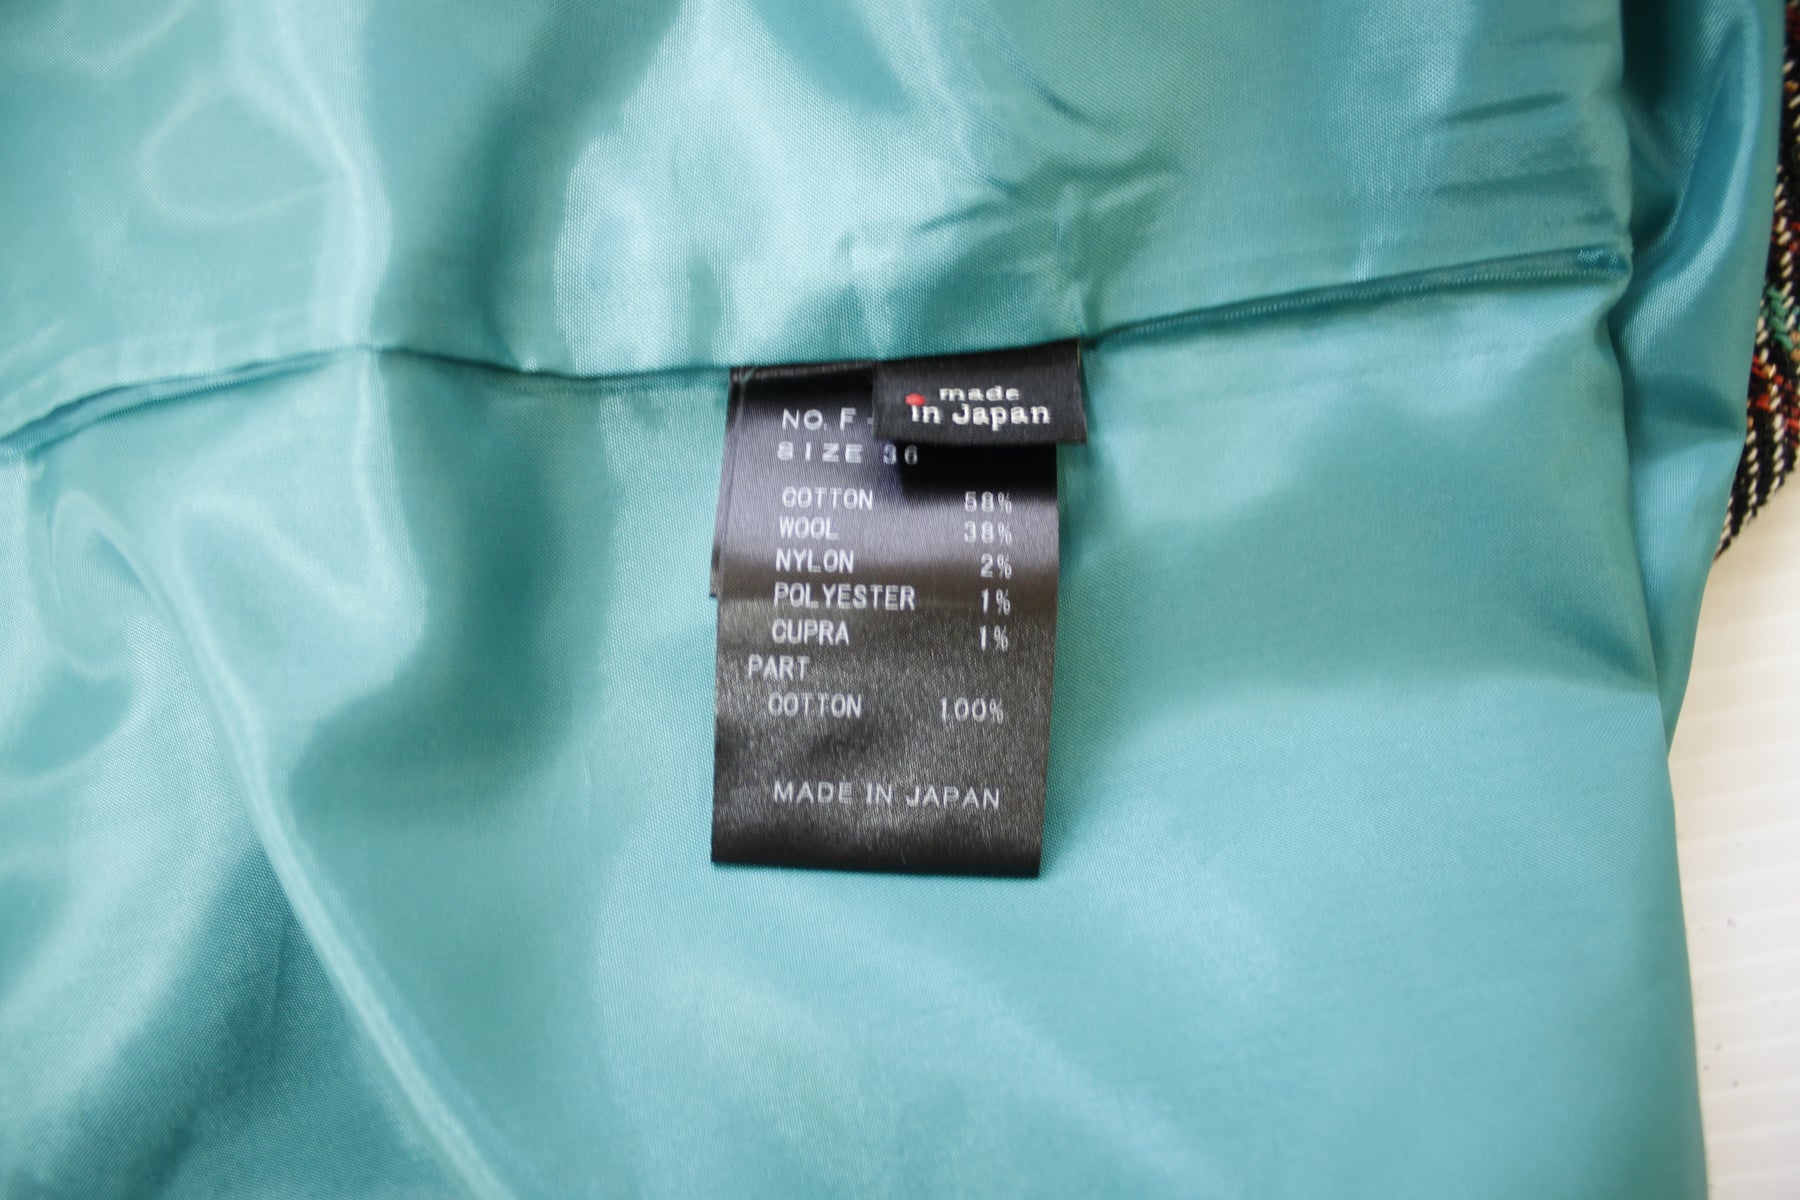 made
in Japan
NO. F
SIZE 36
COTTON 58%
WOOL 38%
NYLON 2%
POLYESTER 1%
CUPRA 1%
PART
COTTON 100%
MADE IN JAPAN